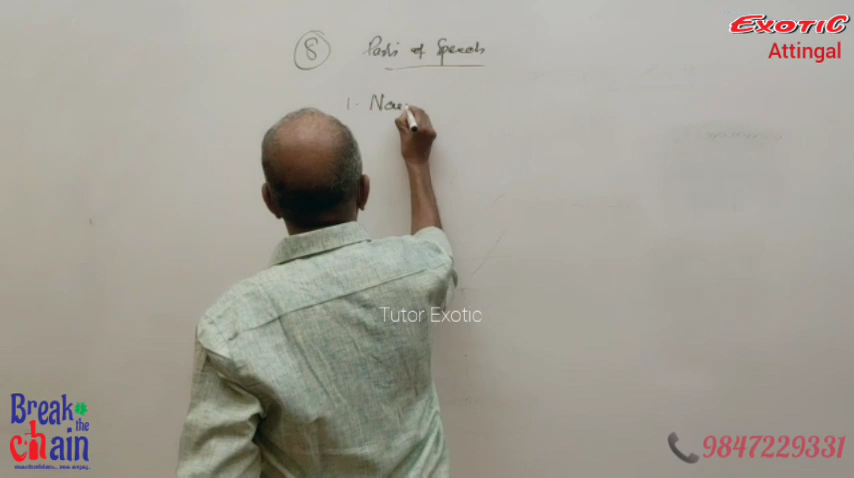 EXOTIC
Attingal
8 Parts of Speech
1. Nou
Tutor Exotic
Break
the
chain
9847229331